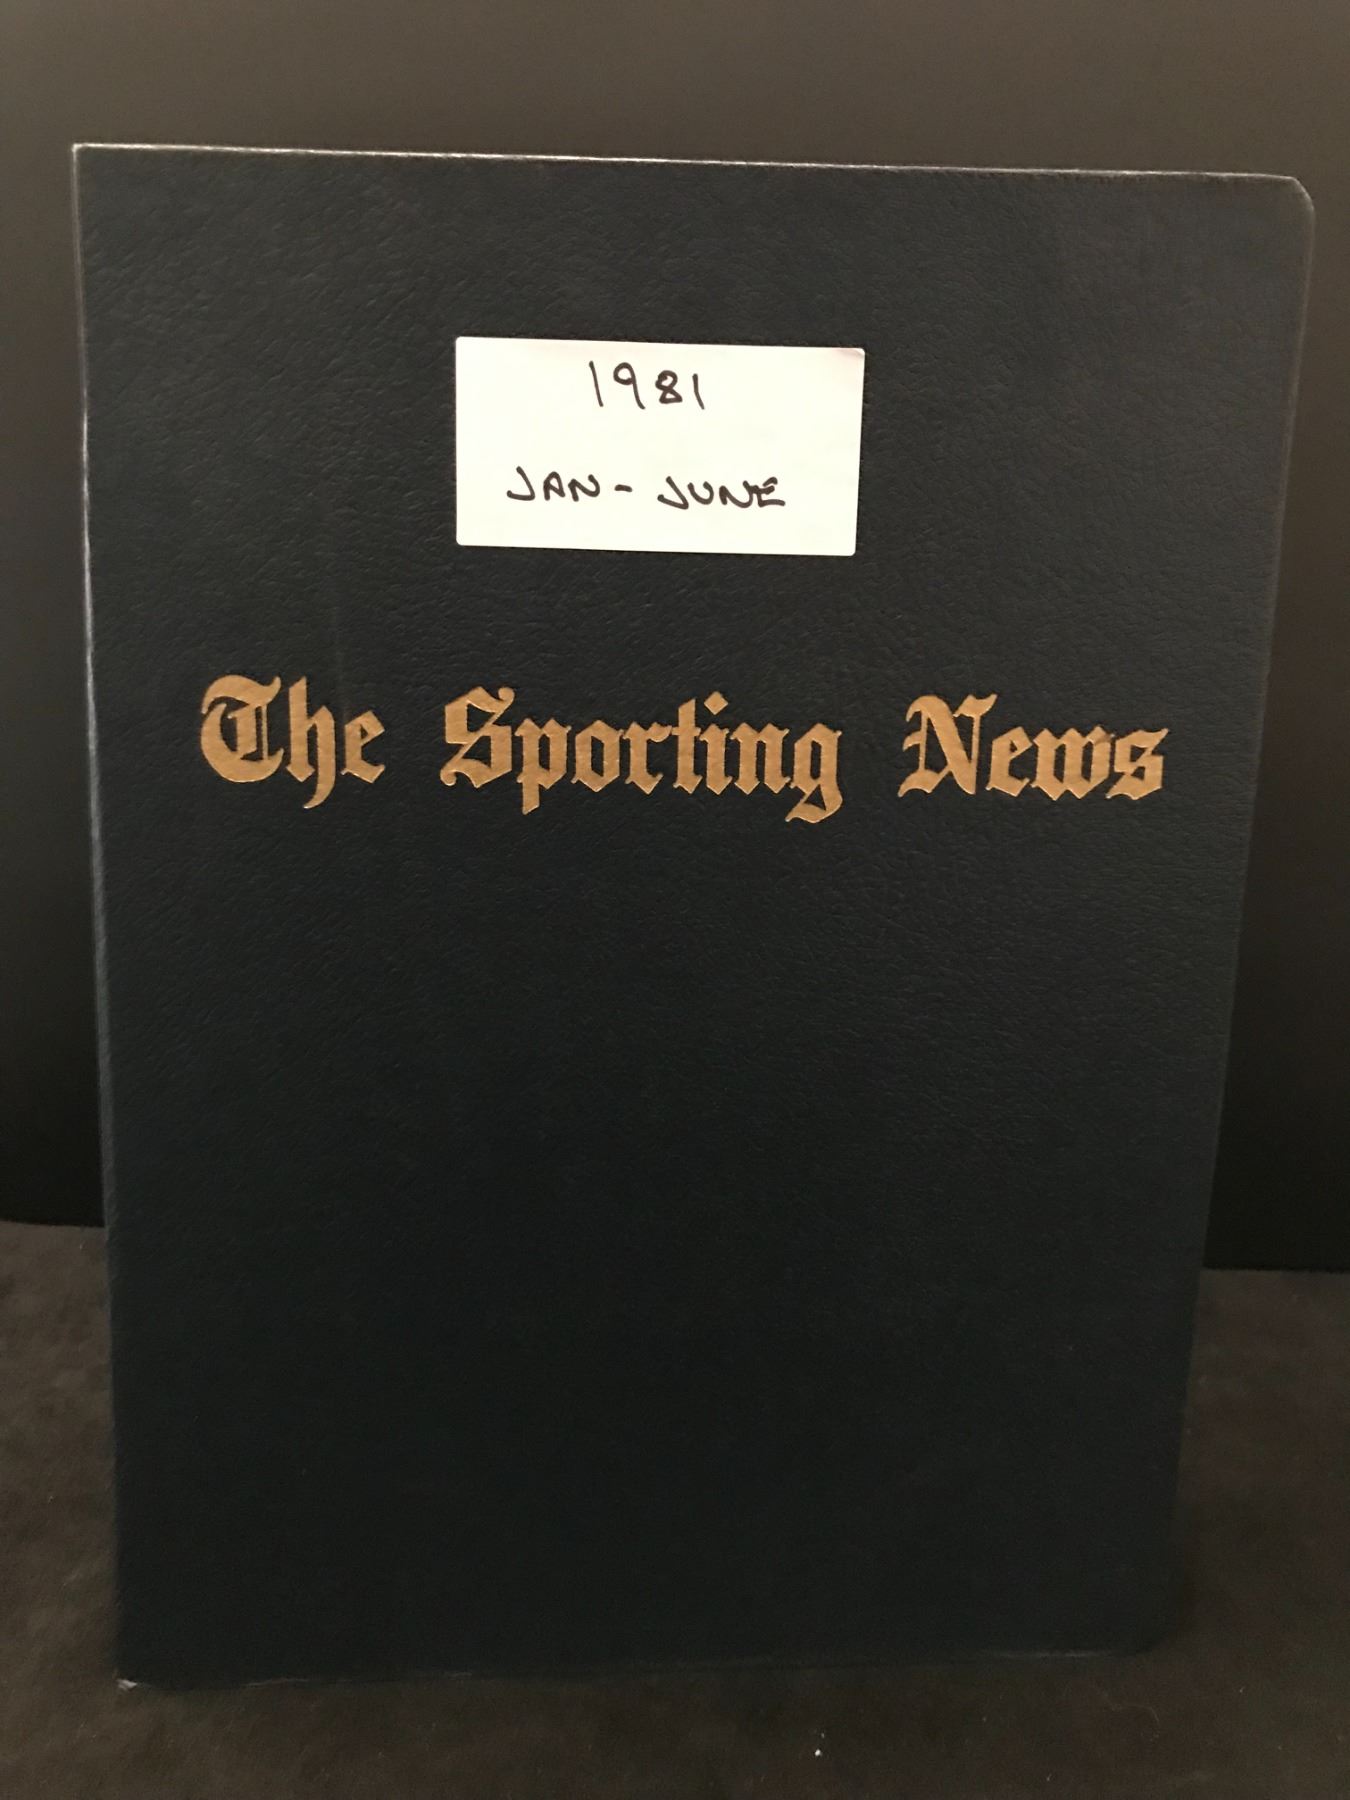 1981
JAN - JUNE
The Sporting News